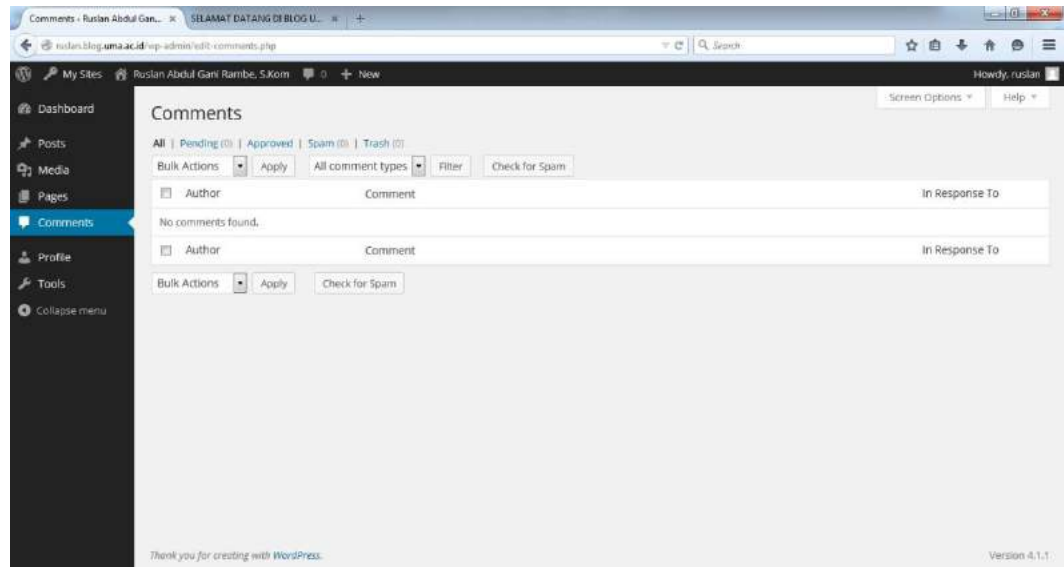 Comments ‹ Ruslan Abdul Gan... × SELAMAT DATANG DI BLOG U... × +
ruslan.blog.uma.ac.id/wp-admin/edit-comments.php Search
My Sites Ruslan Abdul Gani Rambe, S.Kom 0 + New Howdy, ruslan
Screen Options Help
Dashboard
Posts
Media
Pages
Comments
Profile
Tools
Collapse menu
Comments
All | Pending (0) | Approved | Spam (0) | Trash (0)
Bulk Actions Apply All comment types Filter Check for Spam
Author Comment In Response To
No comments found.
Author Comment In Response To
Bulk Actions Apply Check for Spam
Thank you for creating with WordPress. Version 4.1.1